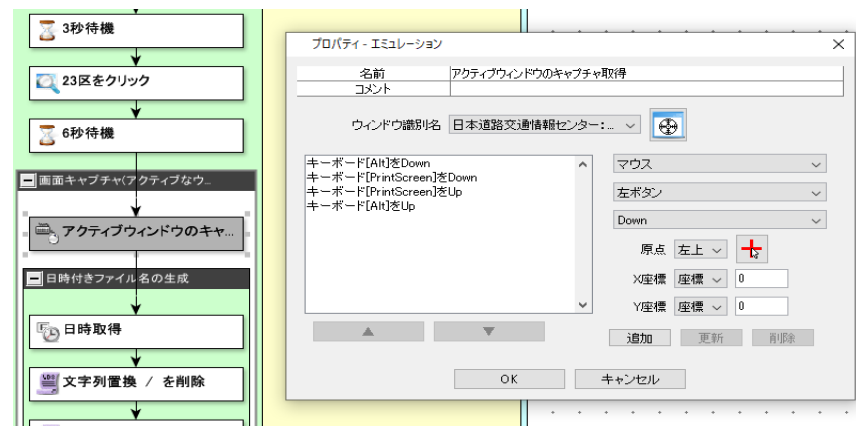 3秒待機
23区をクリック
6秒待機
画面キャプチャ(アクティブなウ...
アクティブウィンドウのキャ...
日時付きファイル名の生成
日時取得
文字列置換 / を削除
プロパティ - エミュレーション
名前 アクティブウィンドウのキャプチャ取得
コメント
ウィンドウ識別名 日本道路交通情報センター:...
キーボード[Alt]をDown
キーボード[PrintScreen]をDown
キーボード[PrintScreen]をUp
キーボード[Alt]をUp
マウス
左ボタン
Down
原点 左上
X座標 座標 0
Y座標 座標 0
追加 更新 削除
OK キャンセル